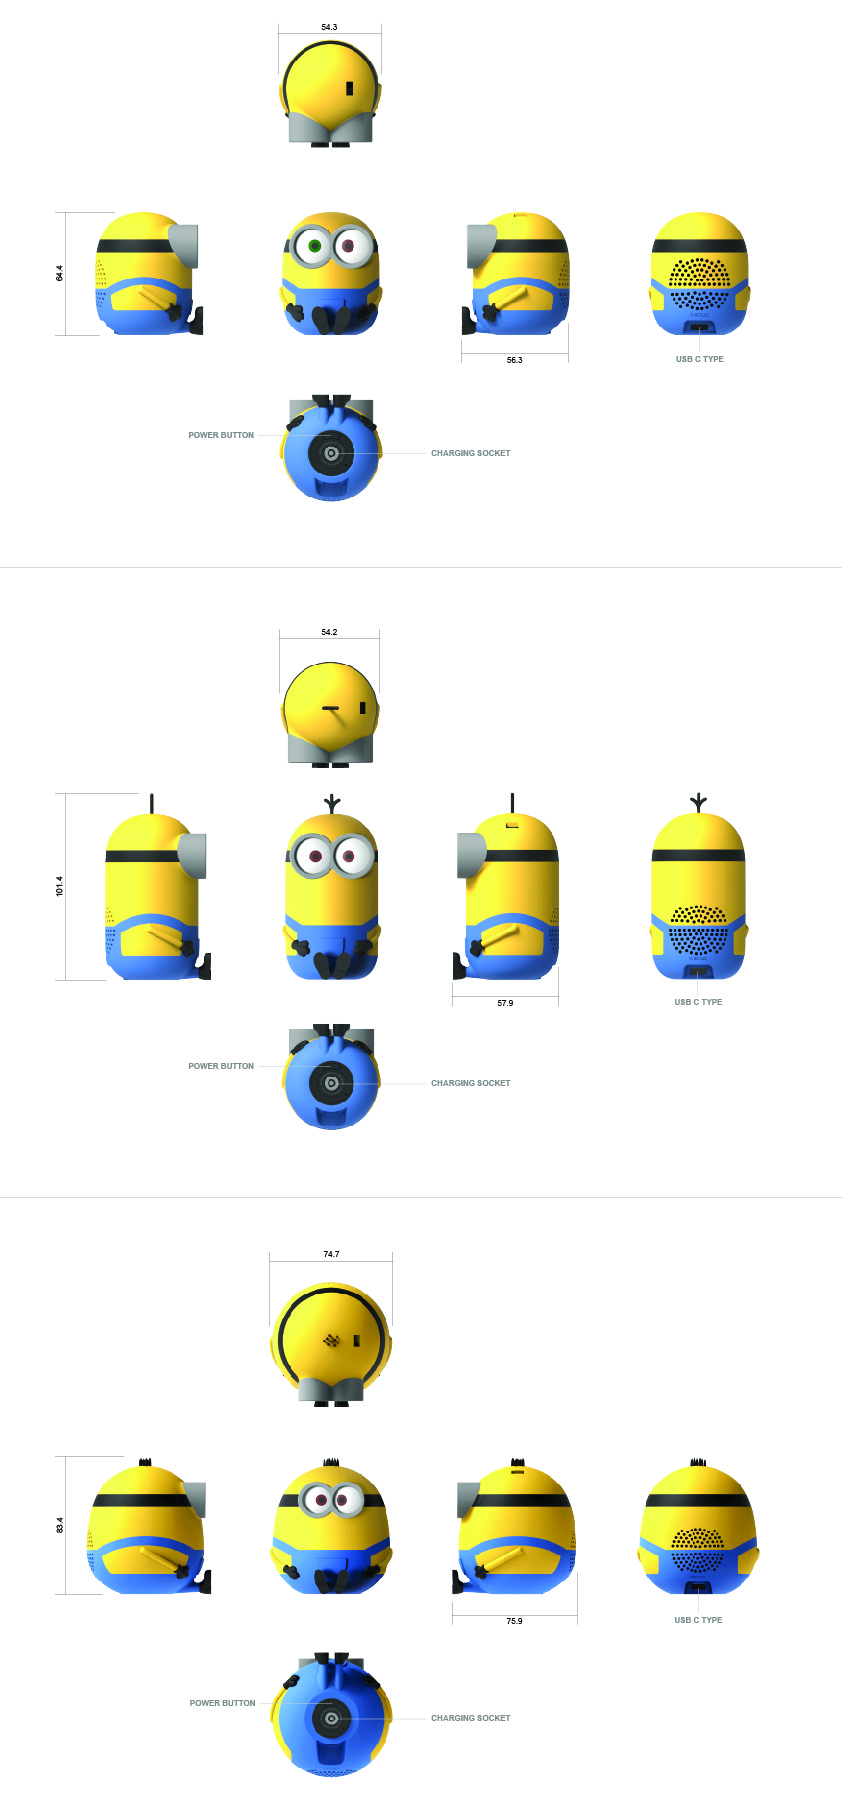 54.3
64.4
56.3
USB C TYPE
POWER BUTTON
CHARGING SOCKET
54.2
101.4
57.9
USB C TYPE
POWER BUTTON
CHARGING SOCKET
74.7
83.4
75.9
USB C TYPE
POWER BUTTON
CHARGING SOCKET